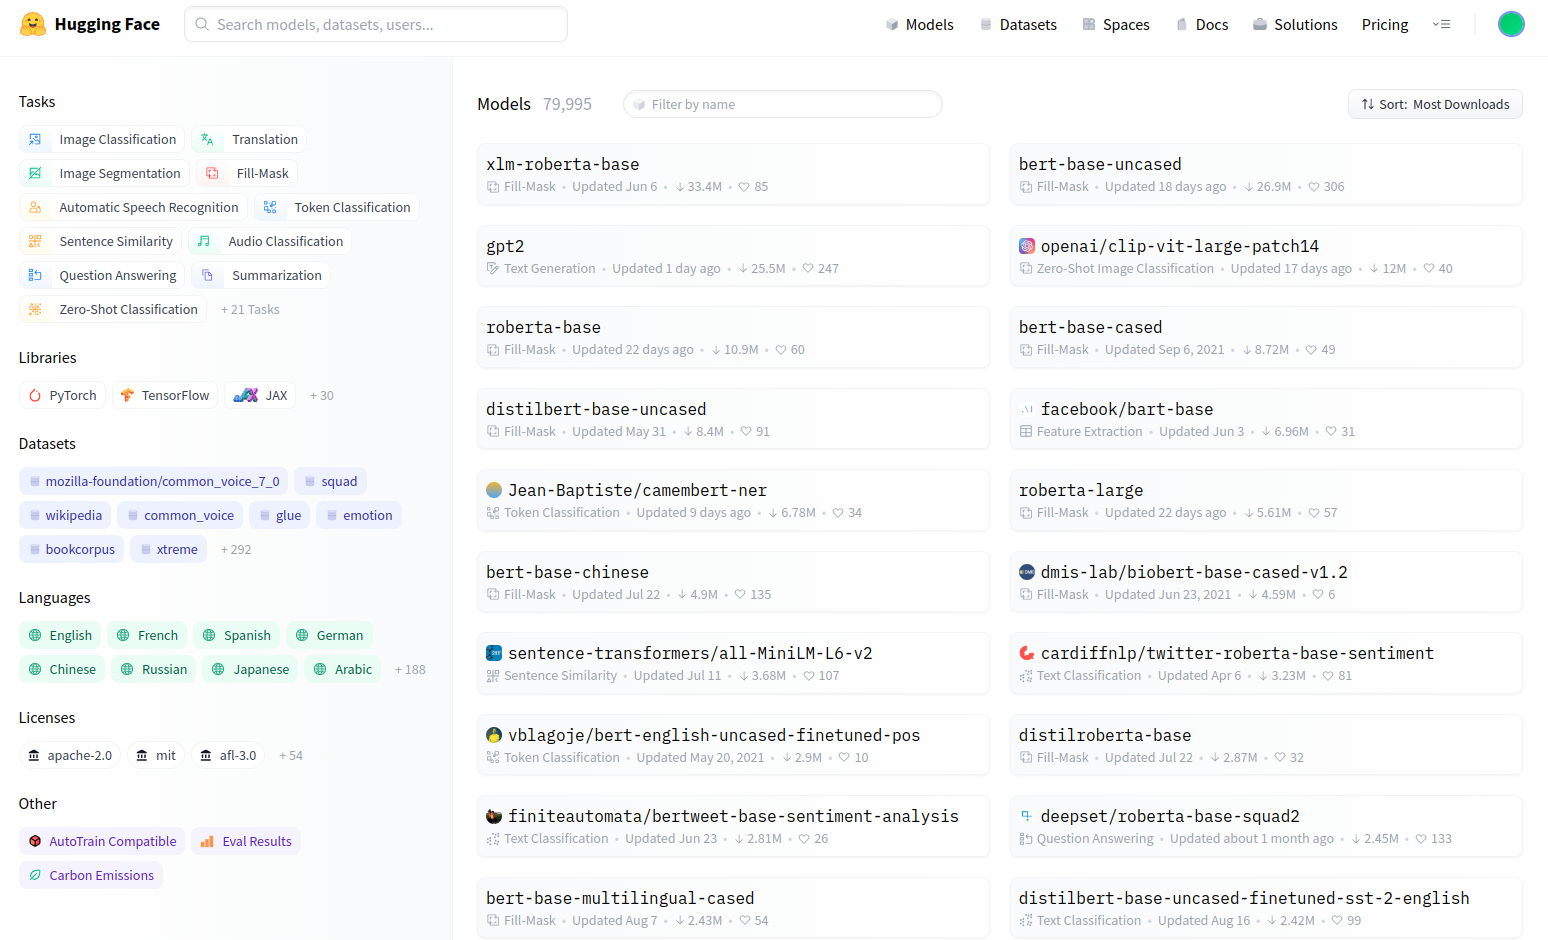 Hugging Face
Search models, datasets, users...
Models
Datasets
Spaces
Docs
Solutions
Pricing
Tasks
Image Classification
Translation
Image Segmentation
Fill-Mask
Automatic Speech Recognition
Token Classification
Sentence Similarity
Audio Classification
Question Answering
Summarization
Zero-Shot Classification
+ 21 Tasks
Libraries
PyTorch
TensorFlow
JAX
+ 30
Datasets
mozilla-foundation/common_voice_7_0
squad
wikipedia
common_voice
glue
emotion
bookcorpus
xtreme
+ 292
Languages
English
French
Spanish
German
Chinese
Russian
Japanese
Arabic
+ 188
Licenses
apache-2.0
mit
afl-3.0
+ 54
Other
AutoTrain Compatible
Eval Results
Carbon Emissions
Models 79,995
Filter by name
Sort: Most Downloads
xlm-roberta-base
Fill-Mask • Updated Jun 6 • ↓ 33.4M • ♡ 85
bert-base-uncased
Fill-Mask • Updated 18 days ago • ↓ 26.9M • ♡ 306
gpt2
Text Generation • Updated 1 day ago • ↓ 25.5M • ♡ 247
openai/clip-vit-large-patch14
Zero-Shot Image Classification • Updated 17 days ago • ↓ 12M • ♡ 40
roberta-base
Fill-Mask • Updated 22 days ago • ↓ 10.9M • ♡ 60
bert-base-cased
Fill-Mask • Updated Sep 6, 2021 • ↓ 8.72M • ♡ 49
distilbert-base-uncased
Fill-Mask • Updated May 31 • ↓ 8.4M • ♡ 91
facebook/bart-base
Feature Extraction • Updated Jun 3 • ↓ 6.96M • ♡ 31
Jean-Baptiste/camembert-ner
Token Classification • Updated 9 days ago • ↓ 6.78M • ♡ 34
roberta-large
Fill-Mask • Updated 22 days ago • ↓ 5.61M • ♡ 57
bert-base-chinese
Fill-Mask • Updated Jul 22 • ↓ 4.9M • ♡ 135
dmis-lab/biobert-base-cased-v1.2
Fill-Mask • Updated Jun 23, 2021 • ↓ 4.59M • ♡ 6
sentence-transformers/all-MiniLM-L6-v2
Sentence Similarity • Updated Jul 11 • ↓ 3.68M • ♡ 107
cardiffnlp/twitter-roberta-base-sentiment
Text Classification • Updated Apr 6 • ↓ 3.23M • ♡ 81
vblagoje/bert-english-uncased-finetuned-pos
Token Classification • Updated May 20, 2021 • ↓ 2.9M • ♡ 10
distilroberta-base
Fill-Mask • Updated Jul 22 • ↓ 2.87M • ♡ 32
finiteautomata/bertweet-base-sentiment-analysis
Text Classification • Updated Jun 23 • ↓ 2.81M • ♡ 26
deepset/roberta-base-squad2
Question Answering • Updated about 1 month ago • ↓ 2.45M • ♡ 133
bert-base-multilingual-cased
Fill-Mask • Updated Aug 7 • ↓ 2.43M • ♡ 54
distilbert-base-uncased-finetuned-sst-2-english
Text Classification • Updated Aug 16 • ↓ 2.42M • ♡ 99